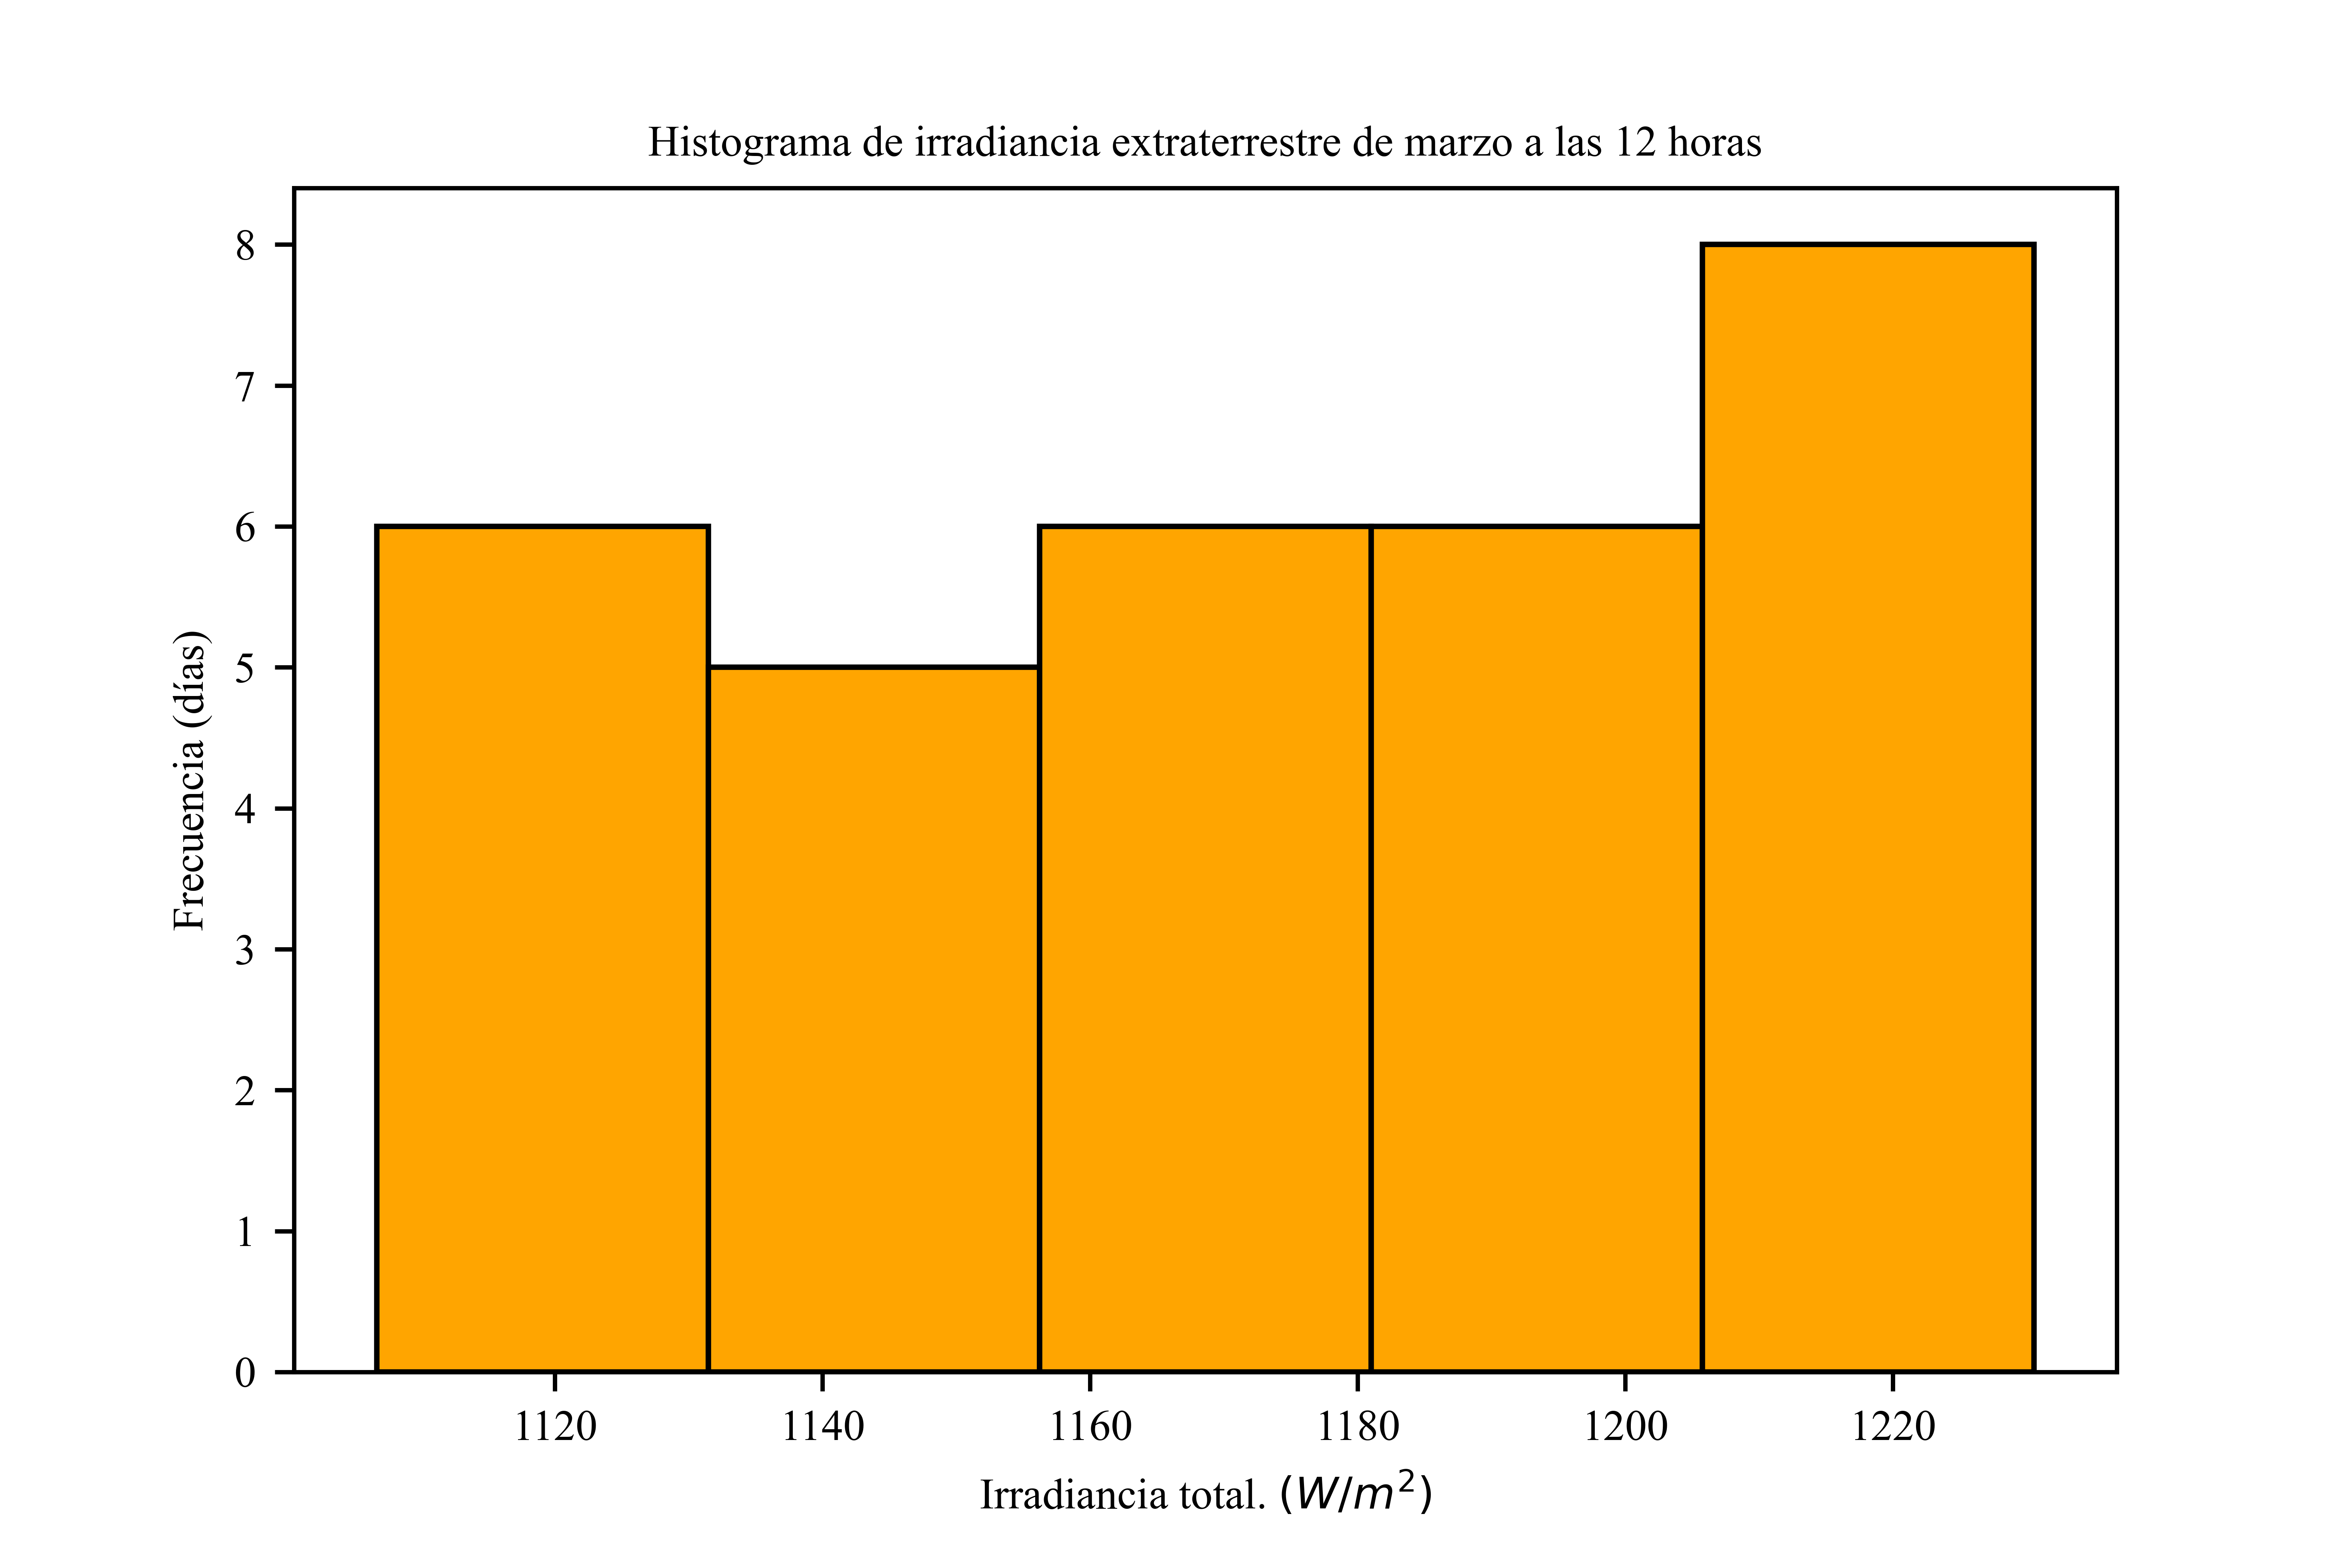 Histograma de irradiancia extraterrestre de marzo a las 12 horas
8
7
6
5
4
3
2
1
0
Frecuencia (días)
1120 1140 1160 1180 1200 1220
Irradiancia total. (W/m²)